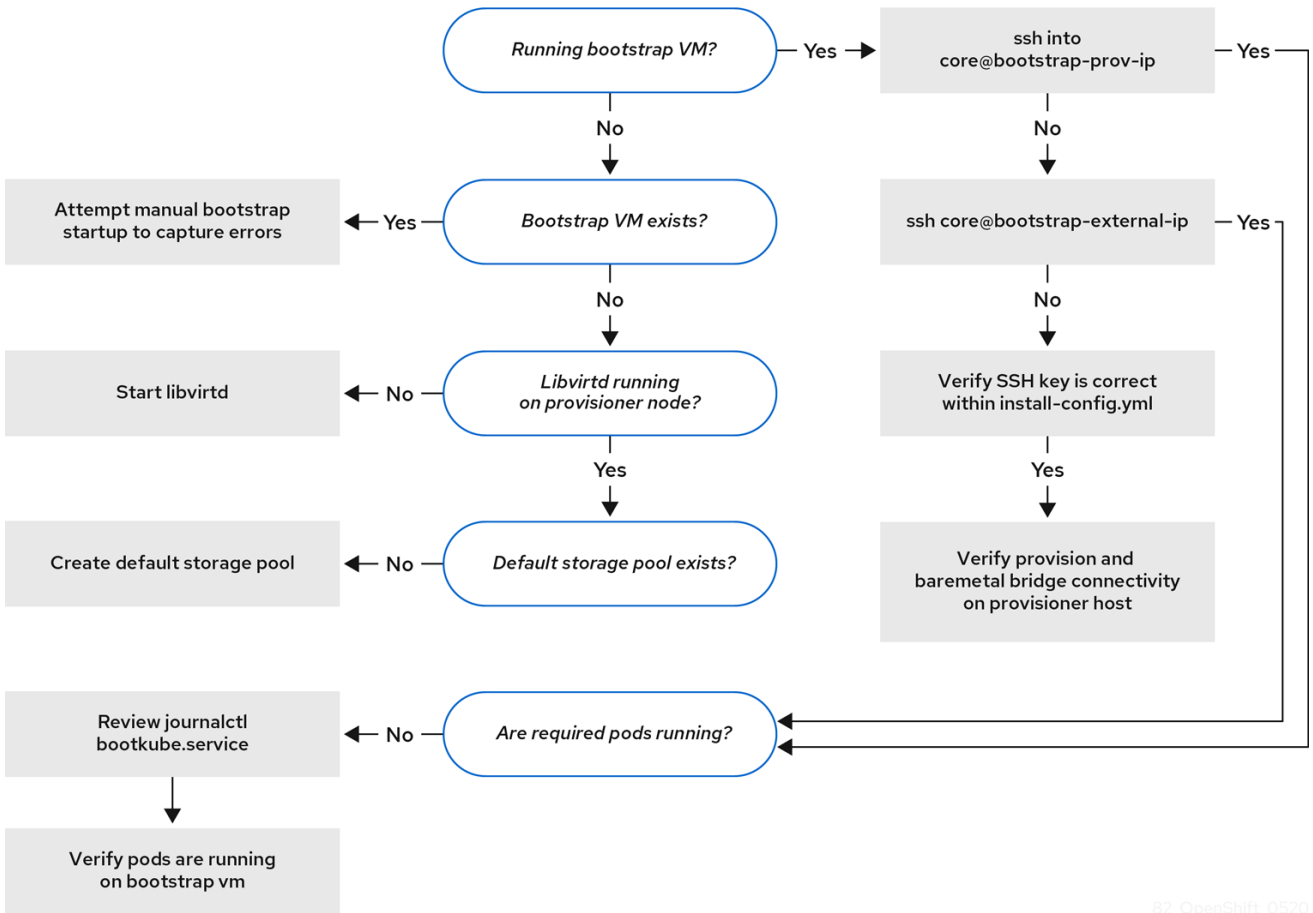 Running bootstrap VM?
Yes
ssh into
core@bootstrap-prov-ip
Yes
No
No
Attempt manual bootstrap
startup to capture errors
Yes
Bootstrap VM exists?
ssh core@bootstrap-external-ip
Yes
No
No
Start libvirtd
No
Libvirtd running
on provisioner node?
Verify SSH key is correct
within install-config.yml
Yes
Yes
Create default storage pool
No
Default storage pool exists?
Verify provision and
baremetal bridge connectivity
on provisioner host
Review journalctl
bootkube.service
No
Are required pods running?
Verify pods are running
on bootstrap vm
82_OpenShift_0520